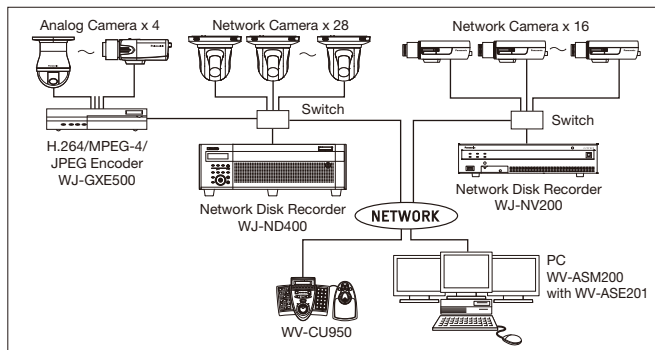 Analog Camera x 4
Network Camera x 28
Network Camera x 16
Switch
Switch
H.264/MPEG-4/
JPEG Encoder
WJ-GXE500
Network Disk Recorder
WJ-ND400
Network Disk Recorder
WJ-NV200
NETWORK
WV-CU950
PC
WV-ASM200
with WV-ASE201